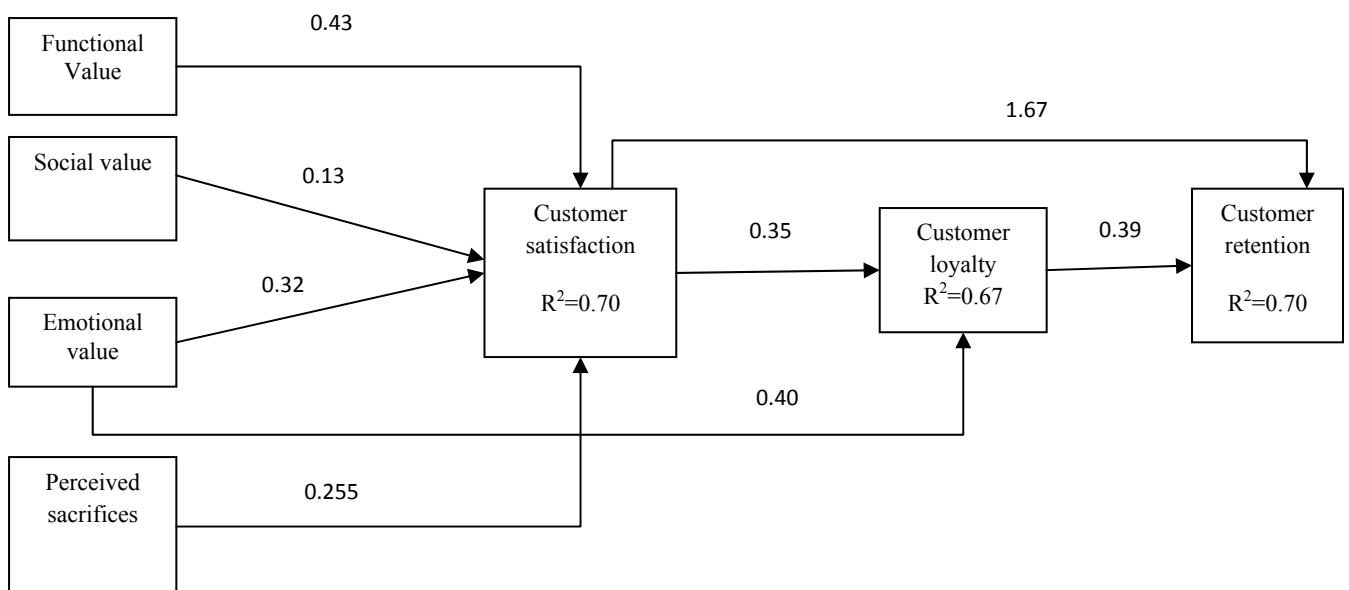 0.43
Functional
Value
1.67
Social value
0.13
Customer
satisfaction
R²=0.70
0.35
Customer
loyalty
R²=0.67
0.39
Customer
retention
R²=0.70
0.32
Emotional
value
0.40
Perceived
sacrifices
0.255